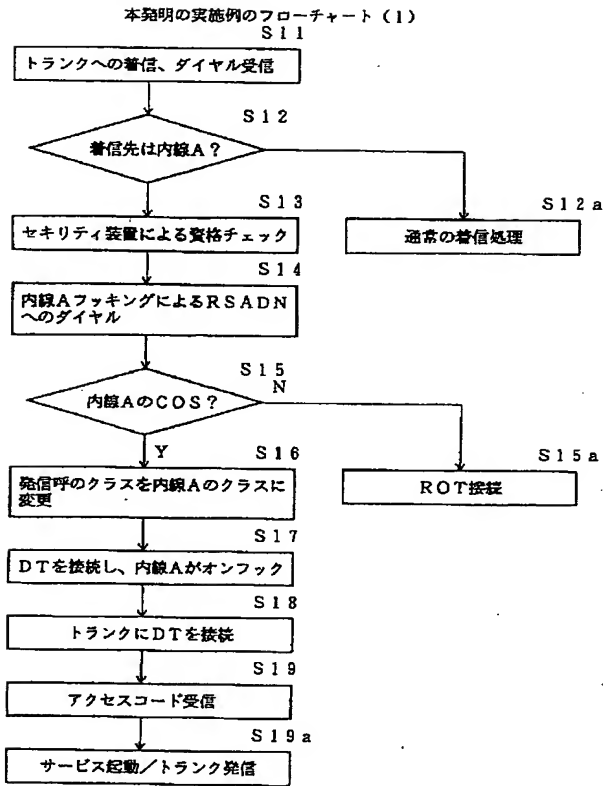 本発明の実施例のフローチャート（1）
S11
トランクへの着信、ダイヤル受信
S12
着信先は内線A？
S12a
通常の着信処理
S13
セキリティ装置による資格チェック
S14
内線AフッキングによるRSADN
へのダイヤル
S15
内線AのCOS？
N
S15a
ROT接続
Y
S16
発信呼のクラスを内線Aのクラスに
変更
S17
DTを接続し、内線Aがオンフック
S18
トランクにDTを接続
S19
アクセスコード受信
S19a
サービス起動／トランク発信